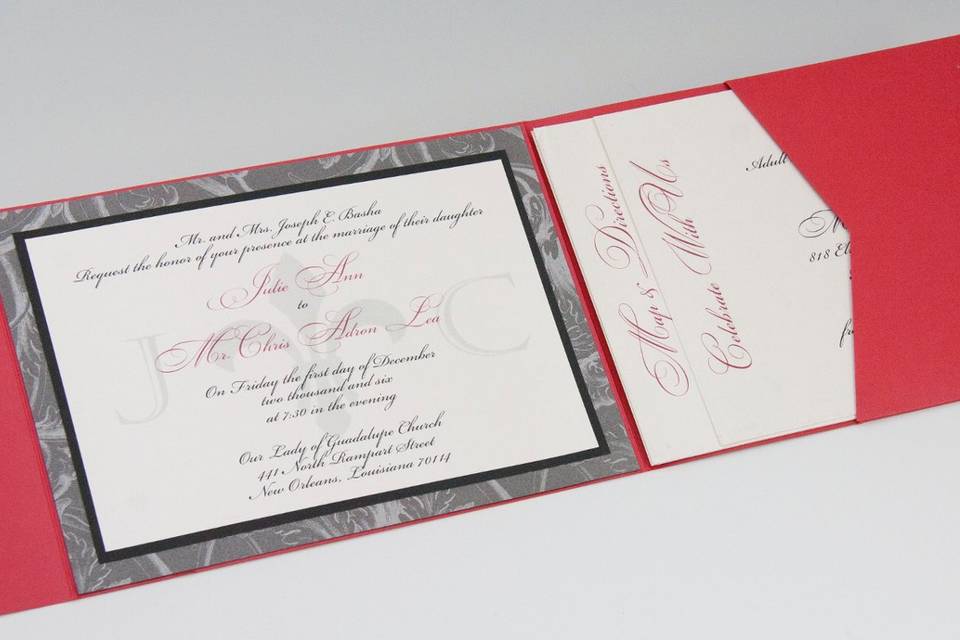 Mr. and Mrs. Joseph E. Basha
Request the honor of your presence at the marriage of their daughter
Julie Ann
to
Mr. Chris Adron Lea
J C
On Friday the first day of December
two thousand and six
at 7:30 in the evening
Our Lady of Guadalupe Church
441 North Rampart Street
New Orleans, Louisiana 70114
Map & Directions
Celebrate With Us
Adult
818